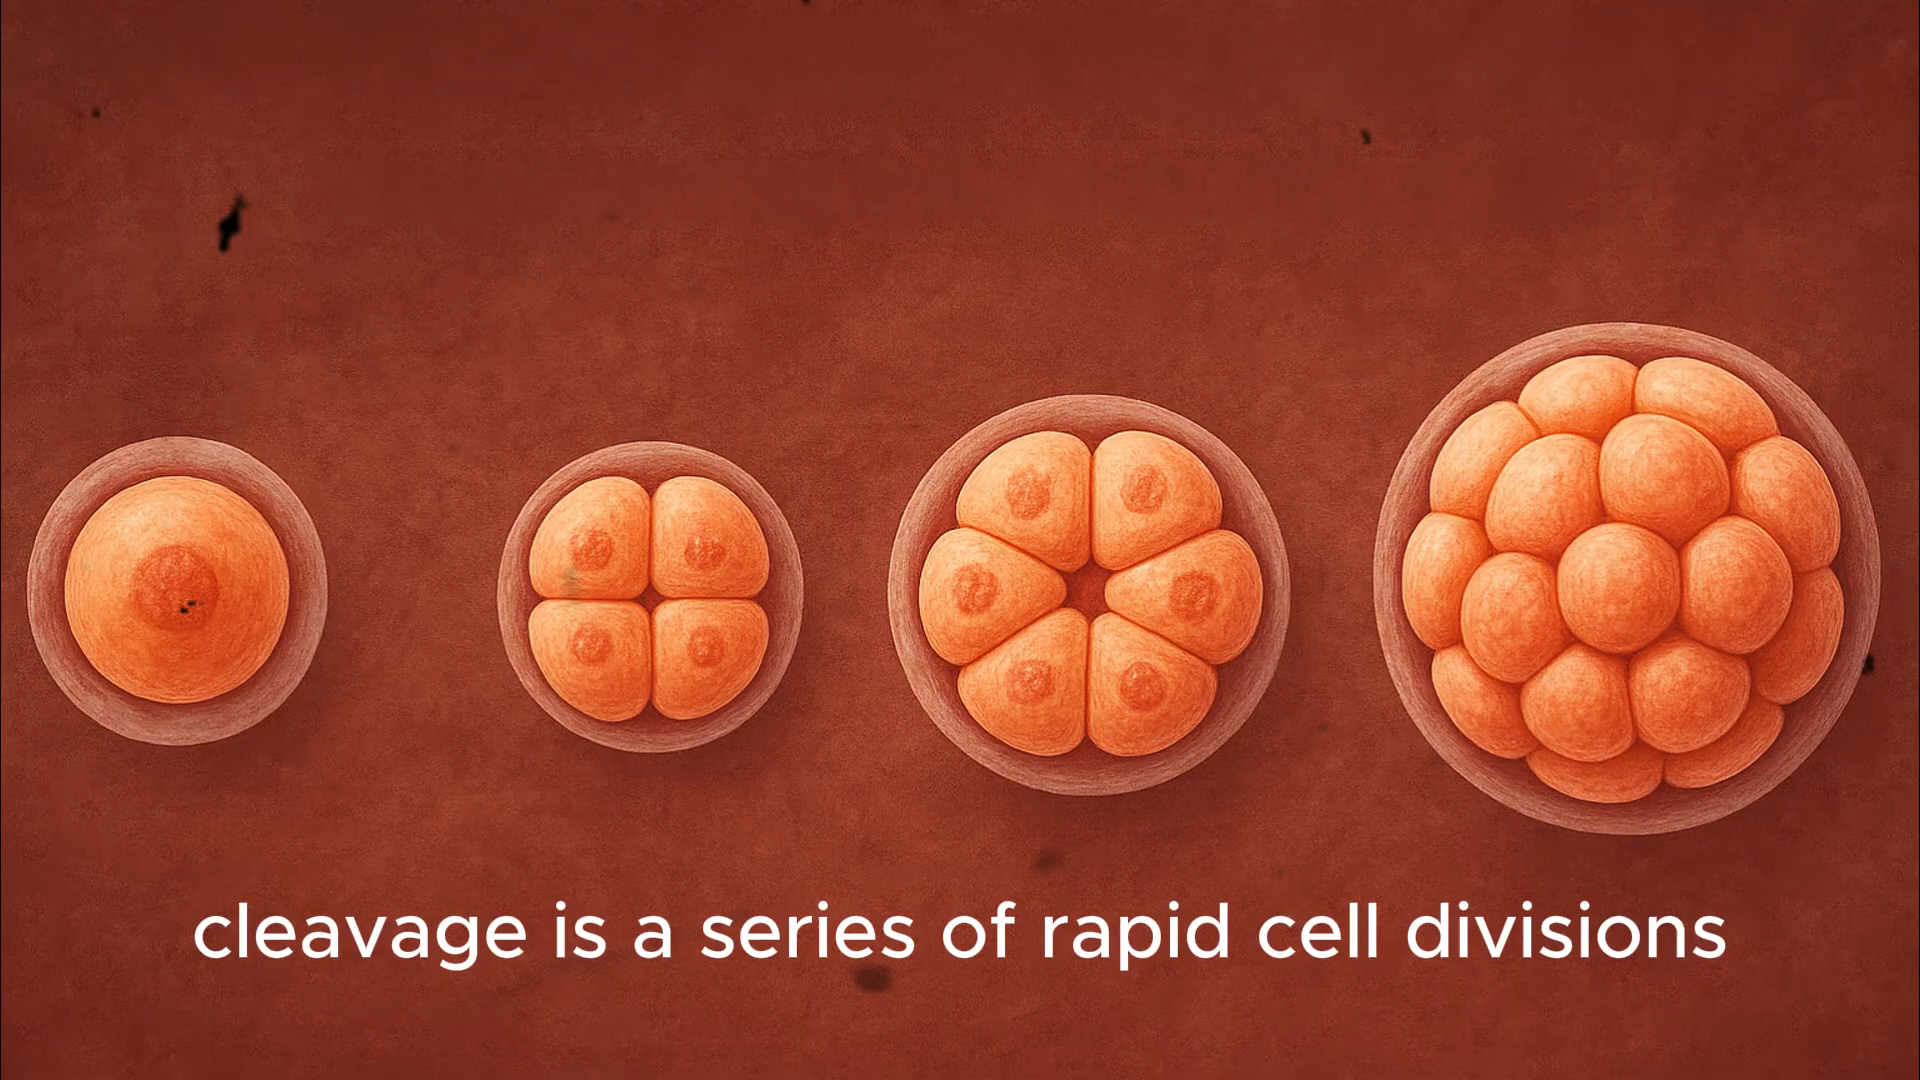 cleavage is a series of rapid cell divisions